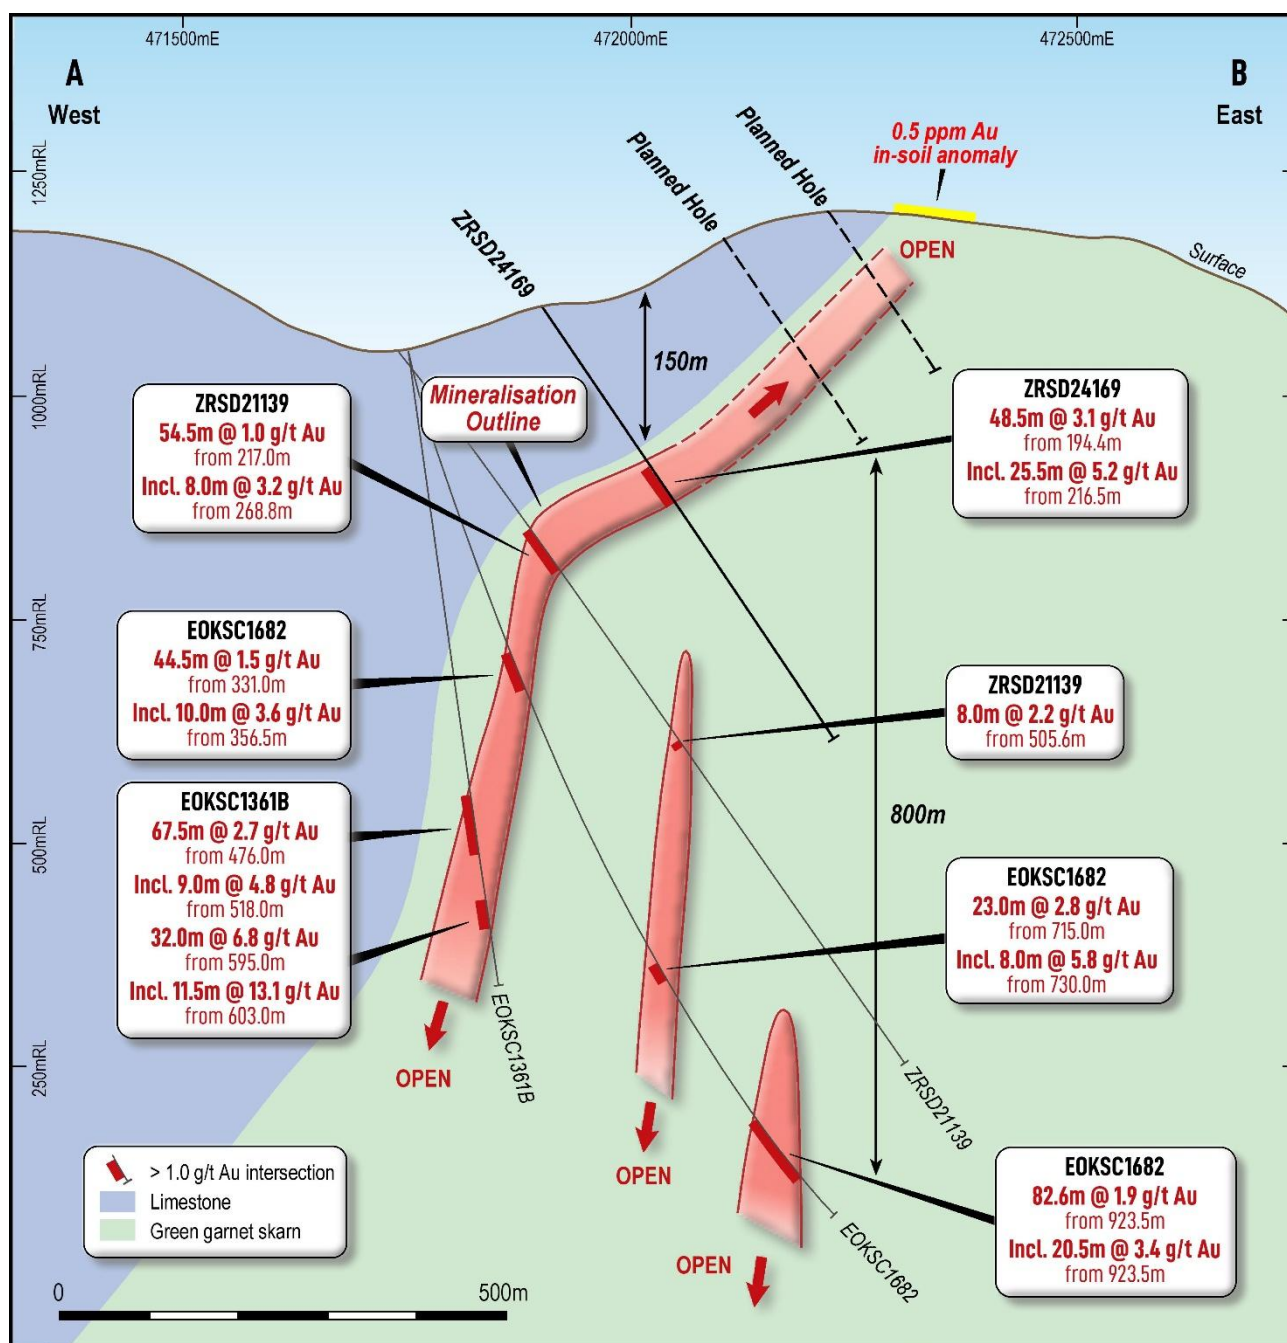 471500mE
472000mE
472500mE
A
West
B
East
0.5 ppm Au
in-soil anomaly
Planned Hole
Planned Hole
ZRSD24169
1250mRL
1000mRL
750mRL
500mRL
250mRL
Surface
OPEN
150m
Mineralisation
Outline
ZRSD21139
54.5m @ 1.0 g/t Au
from 217.0m
Incl. 8.0m @ 3.2 g/t Au
from 268.8m
ZRSD24169
48.5m @ 3.1 g/t Au
from 194.4m
Incl. 25.5m @ 5.2 g/t Au
from 216.5m
EOKSC1682
44.5m @ 1.5 g/t Au
from 331.0m
Incl. 10.0m @ 3.6 g/t Au
from 356.5m
ZRSD21139
8.0m @ 2.2 g/t Au
from 505.6m
EOKSC1361B
67.5m @ 2.7 g/t Au
from 476.0m
Incl. 9.0m @ 4.8 g/t Au
from 518.0m
32.0m @ 6.8 g/t Au
from 595.0m
Incl. 11.5m @ 13.1 g/t Au
from 603.0m
800m
EOKSC1682
23.0m @ 2.8 g/t Au
from 715.0m
Incl. 8.0m @ 5.8 g/t Au
from 730.0m
EOKSC1361B
OPEN
ZRSD21139
OPEN
EOKSC1682
82.6m @ 1.9 g/t Au
from 923.5m
Incl. 20.5m @ 3.4 g/t Au
from 923.5m
EOKSC1682
OPEN
> 1.0 g/t Au intersection
Limestone
Green garnet skarn
0
500m